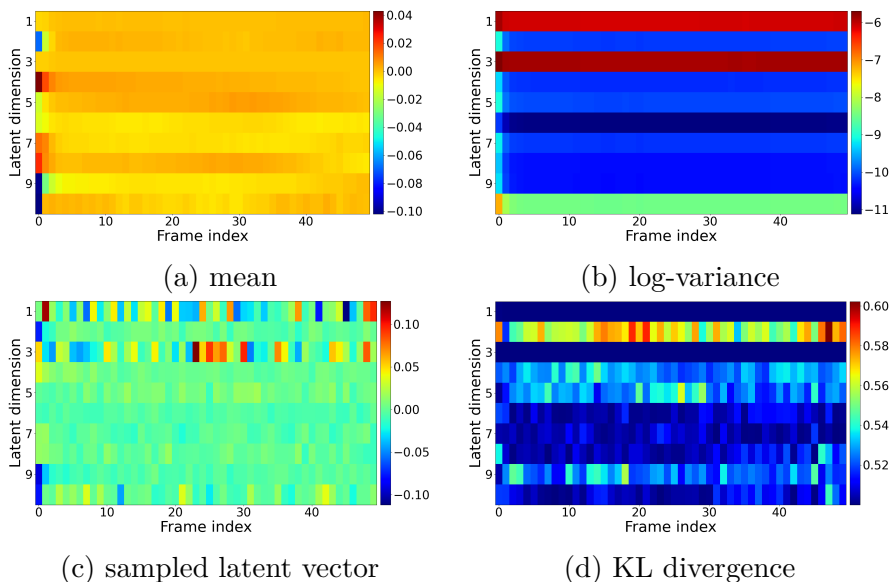 1
3
5
7
9
Latent dimension
0 10 20 30 40
Frame index
0.04
0.02
0.00
−0.02
−0.04
−0.06
−0.08
−0.10
(a) mean
1
3
5
7
9
Latent dimension
0 10 20 30 40
Frame index
−6
−7
−8
−9
−10
−11
(b) log-variance
1
3
5
7
9
Latent dimension
0 10 20 30 40
Frame index
0.10
0.05
0.00
−0.05
−0.10
(c) sampled latent vector
1
3
5
7
9
Latent dimension
0 10 20 30 40
Frame index
0.60
0.58
0.56
0.54
0.52
(d) KL divergence